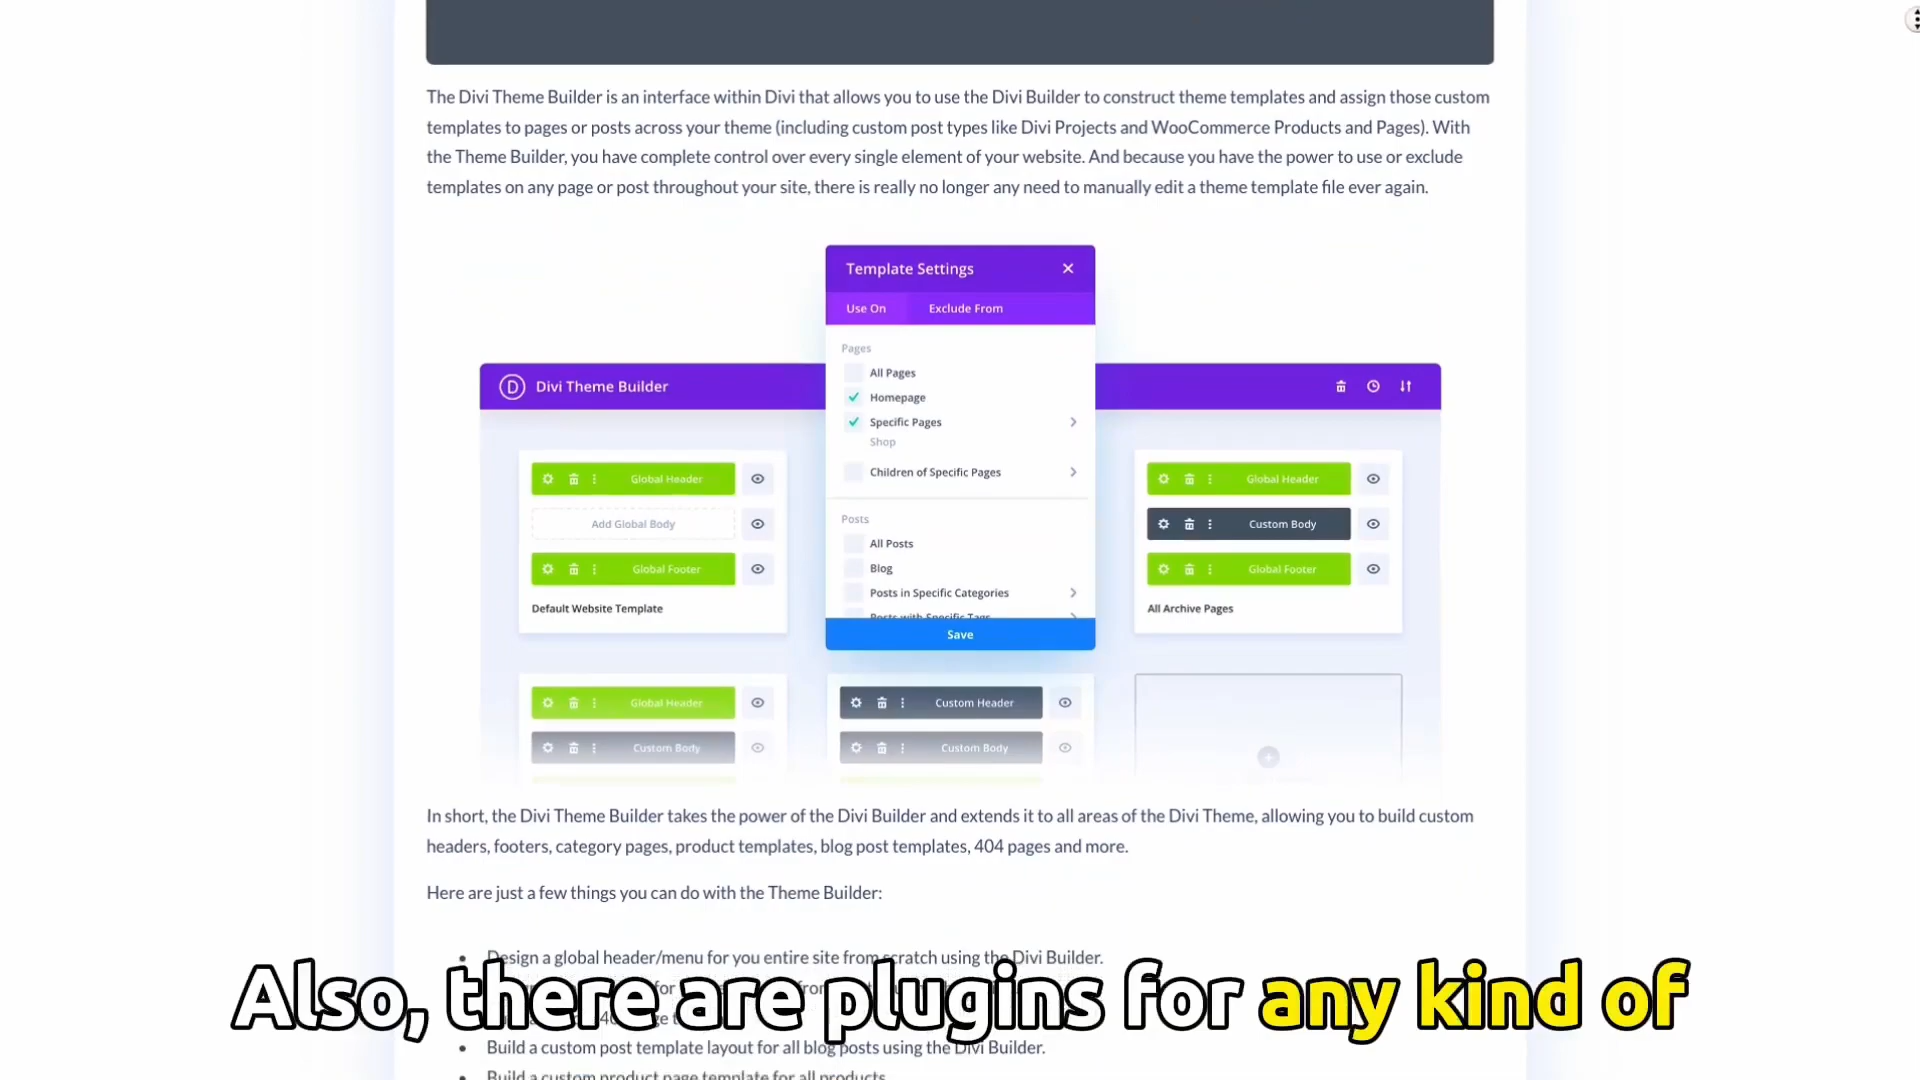 The Divi Theme Builder is an interface within Divi that allows you to use the Divi Builder to construct theme templates and assign those custom
templates to pages or posts across your theme (including custom post types like Divi Projects and WooCommerce Products and Pages). With
the Theme Builder, you have complete control over every single element of your website. And because you have the power to use or exclude
templates on any page or post throughout your site, there is really no longer any need to manually edit a theme template file ever again.
Template Settings
Use On Exclude From
Pages
All Pages
Homepage
Specific Pages
Shop
Children of Specific Pages
Posts
All Posts
Blog
Posts in Specific Categories
Posts with Specific Tags
Save
Divi Theme Builder
Global Header
Add Global Body
Global Footer
Default Website Template
Global Header
Custom Body
Global Footer
All Archive Pages
Global Header
Custom Body
Custom Header
Custom Body
In short, the Divi Theme Builder takes the power of the Divi Builder and extends it to all areas of the Divi Theme, allowing you to build custom
headers, footers, category pages, product templates, blog post templates, 404 pages and more.
Here are just a few things you can do with the Theme Builder:
Design a global header/menu for you entire site from scratch using the Divi Builder.
Also, there are plugins for any kind of
Build a custom post template layout for all blog posts using the Divi Builder.
Build a custom product page template for all products